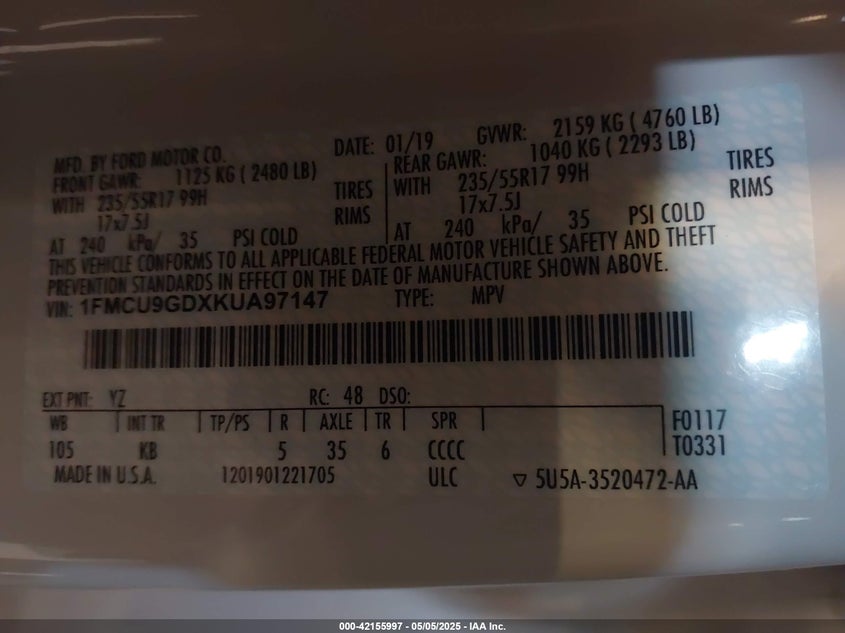 MFD. BY FORD MOTOR CO. DATE: 01/19 GVWR: 2159 KG ( 4760 LB)
FRONT GAWR: 1125 KG ( 2480 LB) REAR GAWR: 1040 KG ( 2293 LB)
WITH 235/55R17 99H TIRES WITH 235/55R17 99H TIRES
17x7.5J RIMS 17x7.5J RIMS
AT 240 kPa/ 35 PSI COLD AT 240 kPa/ 35 PSI COLD
THIS VEHICLE CONFORMS TO ALL APPLICABLE FEDERAL MOTOR VEHICLE SAFETY AND THEFT
PREVENTION STANDARDS IN EFFECT ON THE DATE OF MANUFACTURE SHOWN ABOVE.
VIN: 1FMCU9GDXKUA97147 TYPE: MPV
EXT PNT: YZ RC: 48 DSO:
WB INT TR TP/PS R AXLE TR SPR F0117
105 KB 5 35 6 CCCC T0331
MADE IN U.S.A. 1201901221705 ULC ▽ 5U5A-3520472-AA
000-42155997 - 05/05/2025 - IAA Inc.